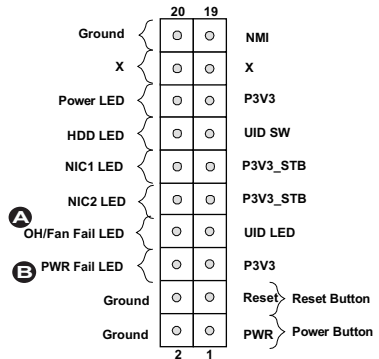 20 19
Ground NMI
X X
Power LED P3V3
HDD LED UID SW
NIC1 LED P3V3_STB
NIC2 LED P3V3_STB
A
OH/Fan Fail LED UID LED
B PWR Fail LED P3V3
Ground Reset Reset Button
Ground PWR Power Button
2 1